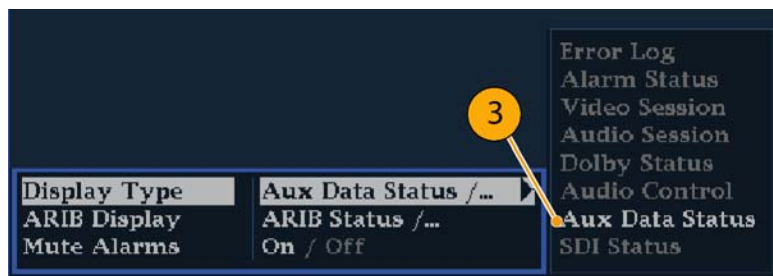 Error Log
Alarm Status
Video Session
Audio Session
Dolby Status
Audio Control
Aux Data Status
SDI Status
3
Display Type Aux Data Status /...
ARIB Display ARIB Status /...
Mute Alarms On / Off